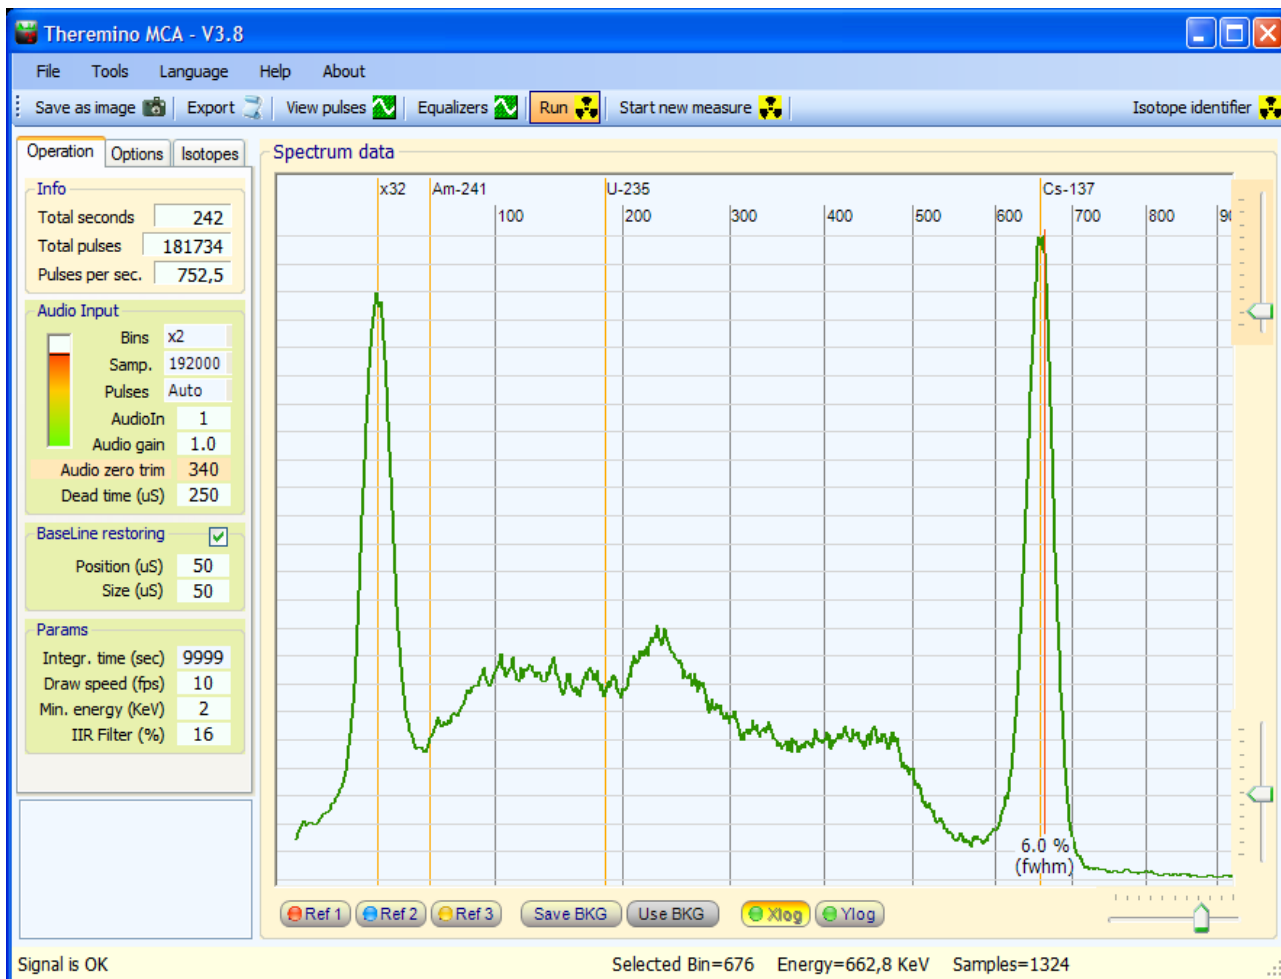 Theremino MCA - V3.8
File Tools Language Help About
Save as image Export View pulses Equalizers Run Start new measure Isotope identifier
Operation Options Isotopes
Info
Total seconds 242
Total pulses 181734
Pulses per sec. 752,5
Audio Input
Bins x2
Samp. 192000
Pulses Auto
AudioIn 1
Audio gain 1.0
Audio zero trim 340
Dead time (uS) 250
BaseLine restoring
Position (uS) 50
Size (uS) 50
Params
Integr. time (sec) 9999
Draw speed (fps) 10
Min. energy (KeV) 2
IIR Filter (%) 16
Spectrum data
x32 Am-241 U-235 Cs-137
100 200 300 400 500 600 700 800
6.0 %
(fwhm)
Ref 1 Ref 2 Ref 3 Save BKG Use BKG Xlog Ylog
Signal is OK Selected Bin=676 Energy=662,8 KeV Samples=1324